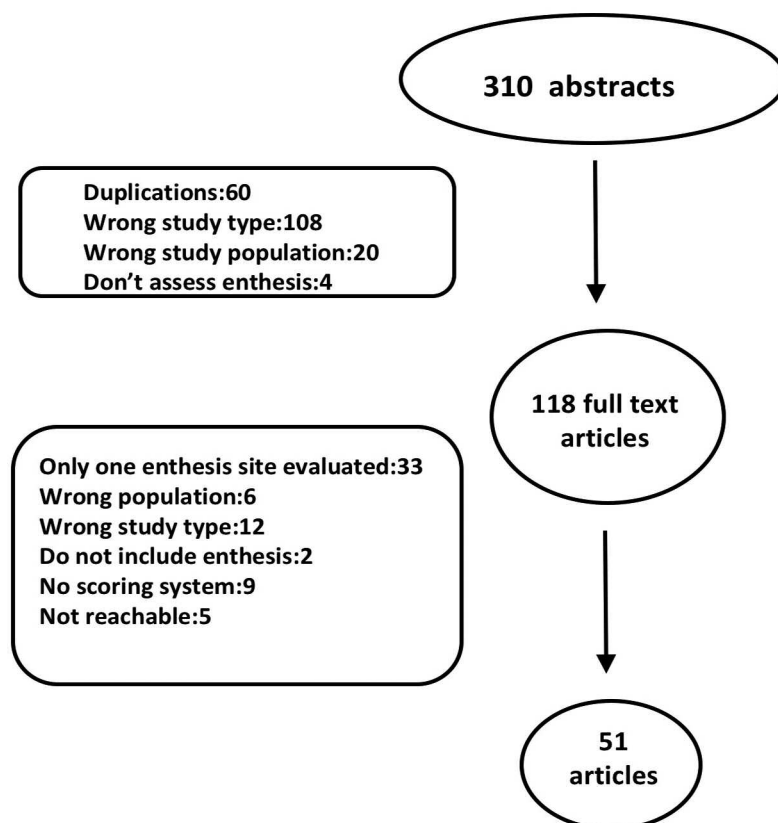 310 abstracts
Duplications:60
Wrong study type:108
Wrong study population:20
Don’t assess enthesis:4
118 full text
articles
Only one enthesis site evaluated:33
Wrong population:6
Wrong study type:12
Do not include enthesis:2
No scoring system:9
Not reachable:5
51
articles